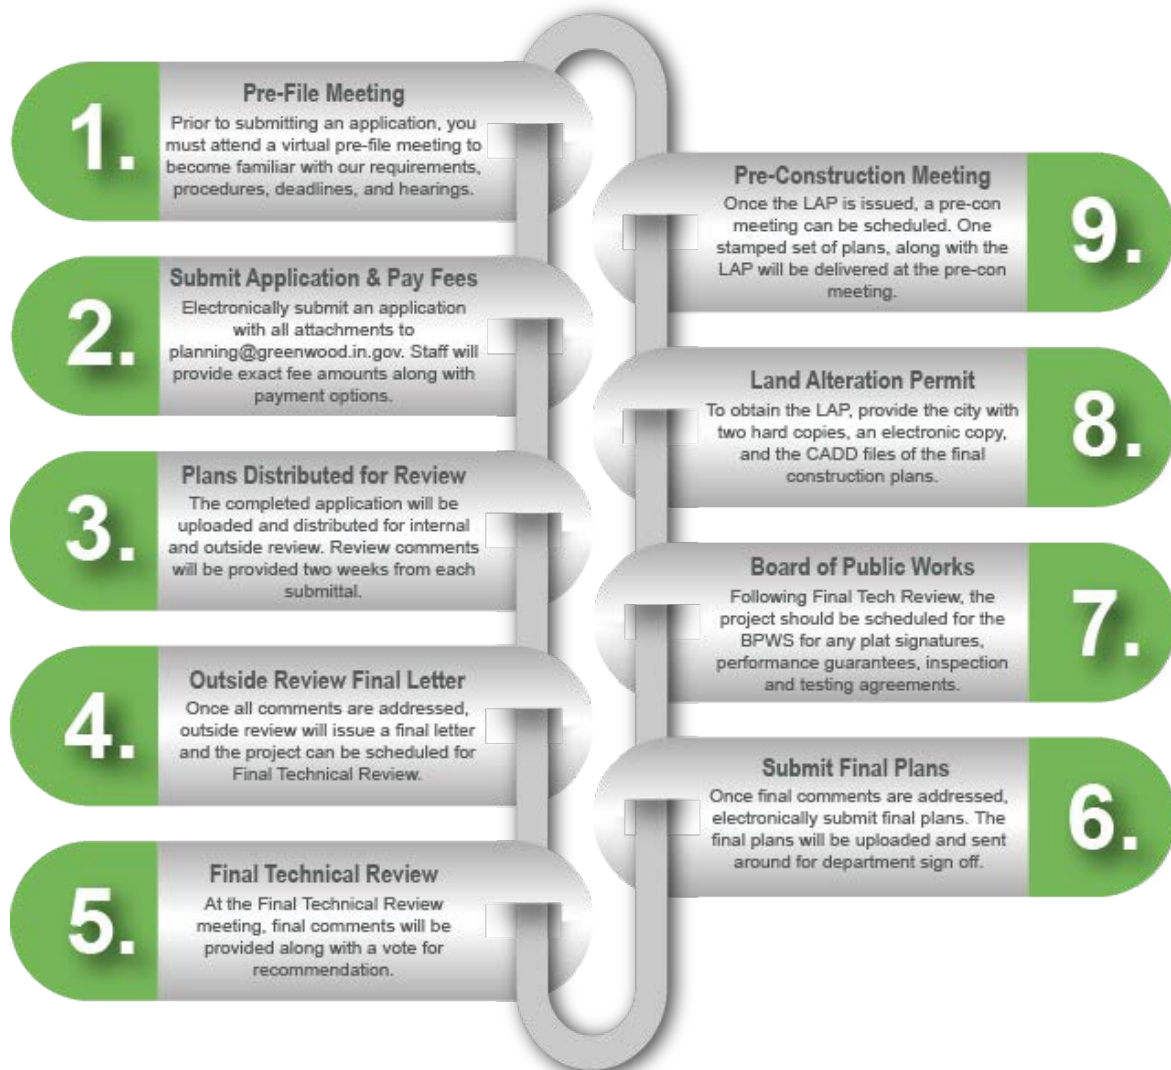 1.
Pre-File Meeting
Prior to submitting an application, you
must attend a virtual pre-file meeting to
become familiar with our requirements,
procedures, deadlines, and hearings.
2.
Submit Application & Pay Fees
Electronically submit an application
with all attachments to
planning@greenwood.in.gov. Staff will
provide exact fee amounts along with
payment options.
3.
Plans Distributed for Review
The completed application will be
uploaded and distributed for internal
and outside review. Review comments
will be provided two weeks from each
submittal.
4.
Outside Review Final Letter
Once all comments are addressed,
outside review will issue a final letter
and the project can be scheduled for
Final Technical Review.
5.
Final Technical Review
At the Final Technical Review
meeting, final comments will be
provided along with a vote for
recommendation.
6.
Submit Final Plans
Once final comments are addressed,
electronically submit final plans. The
final plans will be uploaded and sent
around for department sign off.
7.
Board of Public Works
Following Final Tech Review, the
project should be scheduled for the
BPWS for any plat signatures,
performance guarantees, inspection
and testing agreements.
8.
Land Alteration Permit
To obtain the LAP, provide the city with
two hard copies, an electronic copy,
and the CADD files of the final
construction plans.
9.
Pre-Construction Meeting
Once the LAP is issued, a pre-con
meeting can be scheduled. One
stamped set of plans, along with the
LAP will be delivered at the pre-con
meeting.